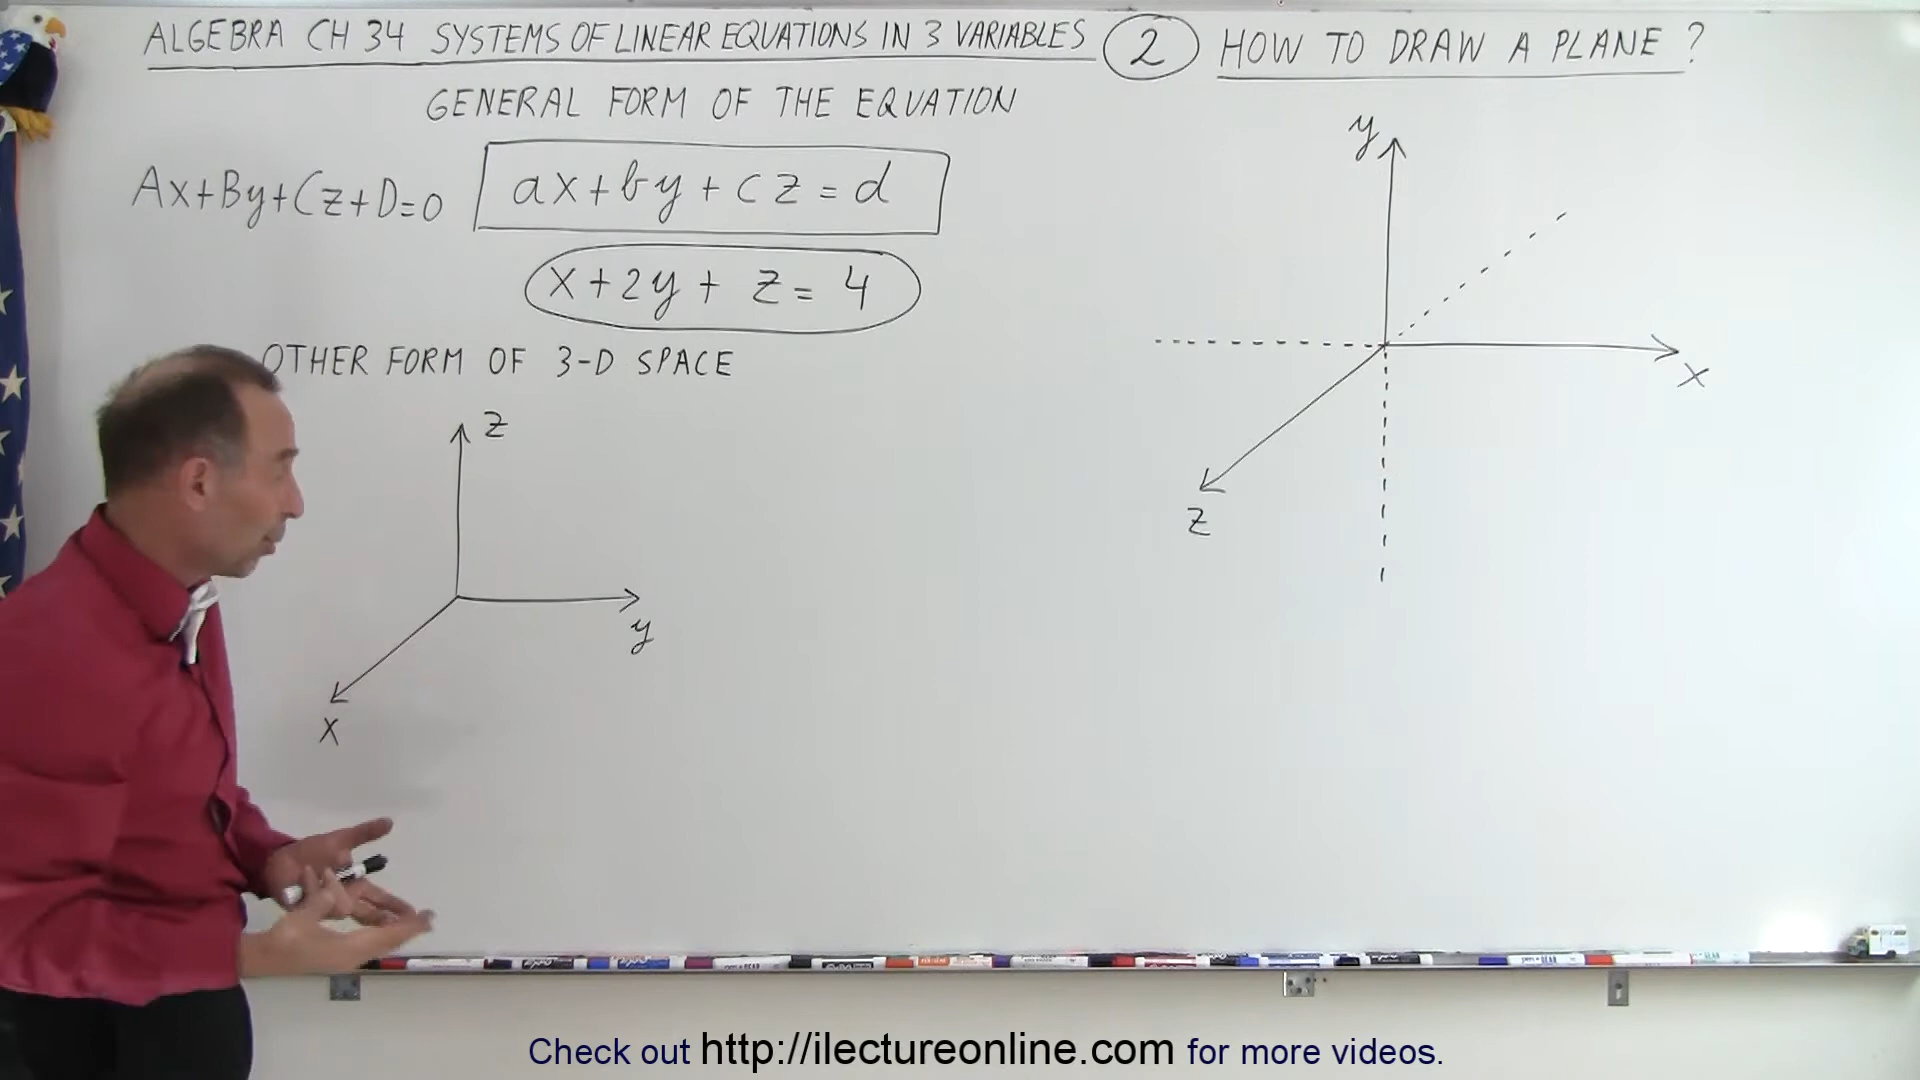 ALGEBRA CH 34 SYSTEMS OF LINEAR EQUATIONS IN 3 VARIABLES 2 HOW TO DRAW A PLANE ?
GENERAL FORM OF THE EQUATION
Ax+By+Cz+D=0 ax+by+cz=d
x+2y+z=4
OTHER FORM OF 3-D SPACE
z
y
x
y
x
z
Check out http://ilectureonline.com for more videos.